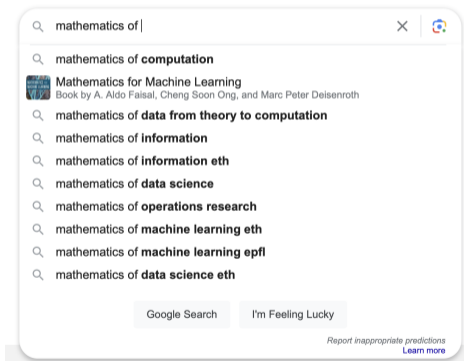 mathematics of
mathematics of computation
Mathematics for Machine Learning
Book by A. Aldo Faisal, Cheng Soon Ong, and Marc Peter Deisenroth
mathematics of data from theory to computation
mathematics of information
mathematics of information eth
mathematics of data science
mathematics of operations research
mathematics of machine learning eth
mathematics of machine learning epfl
mathematics of data science eth
Google Search I'm Feeling Lucky
Report inappropriate predictions
Learn more